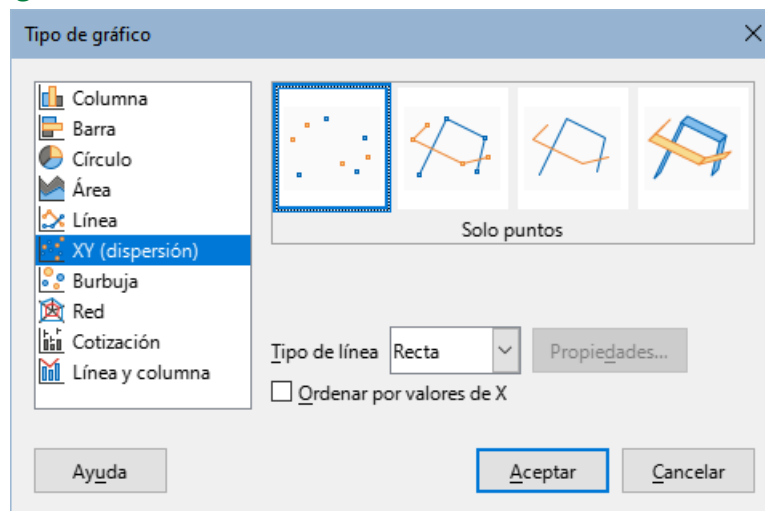 Tipo de gráfico
Columna
Barra
Círculo
Área
Línea
XY (dispersión)
Burbuja
Red
Cotización
Línea y columna
Solo puntos
Tipo de línea Recta Propiedades...
Ordenar por valores de X
Ayuda Aceptar Cancelar